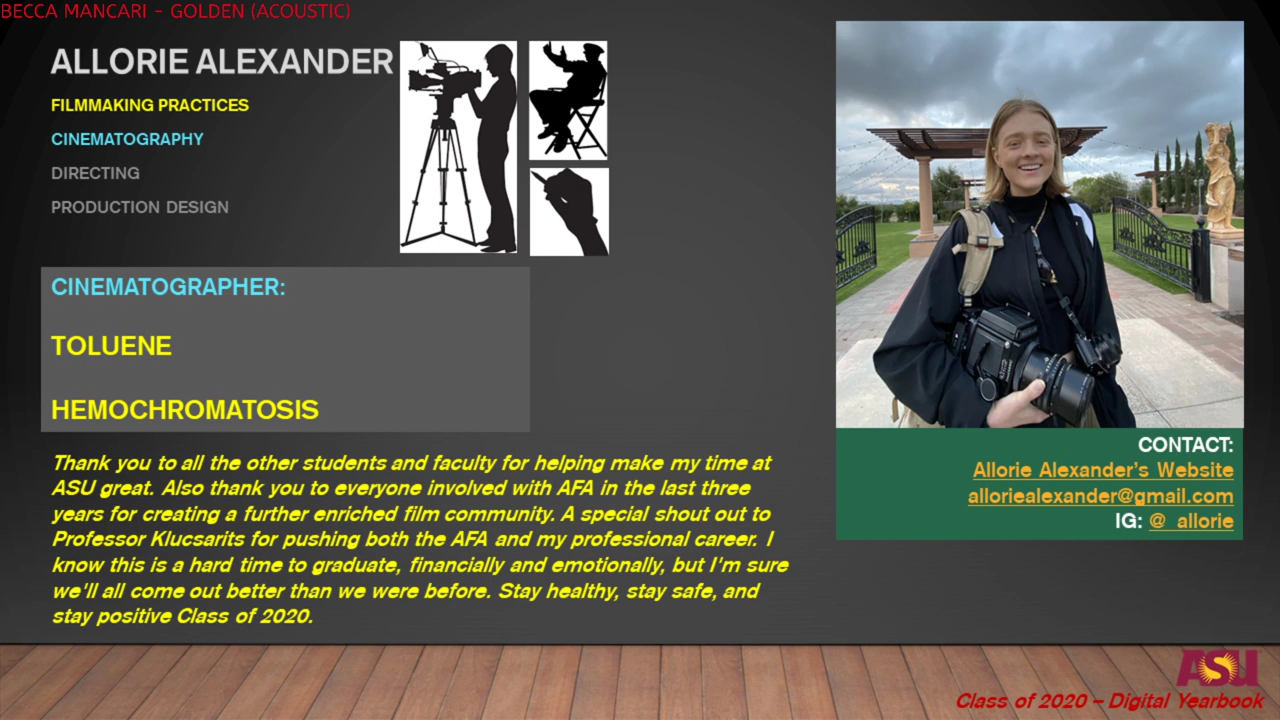 BECCA MANCARI - GOLDEN (ACOUSTIC)
ALLORIE ALEXANDER
FILMMAKING PRACTICES
CINEMATOGRAPHY
DIRECTING
PRODUCTION DESIGN
CINEMATOGRAPHER:
TOLUENE
HEMOCHROMATOSIS
Thank you to all the other students and faculty for helping make my time at
ASU great. Also thank you to everyone involved with AFA in the last three
years for creating a further enriched film community. A special shout out to
Professor Klucsarits for pushing both the AFA and my professional career. I
know this is a hard time to graduate, financially and emotionally, but I'm sure
we'll all come out better than we were before. Stay healthy, stay safe, and
stay positive Class of 2020.
CONTACT:
Allorie Alexander's Website
alloriealexander@gmail.com
IG: @_allorie
ASU
Class of 2020 – Digital Yearbook